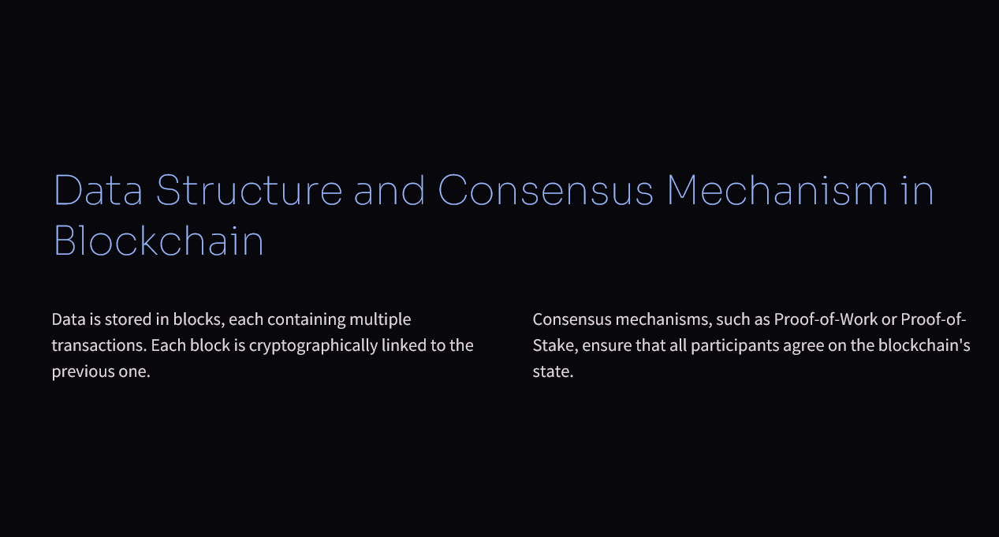 Data Structure and Consensus Mechanism in
Blockchain
Data is stored in blocks, each containing multiple
transactions. Each block is cryptographically linked to the
previous one.
Consensus mechanisms, such as Proof-of-Work or Proof-of-
Stake, ensure that all participants agree on the blockchain's
state.